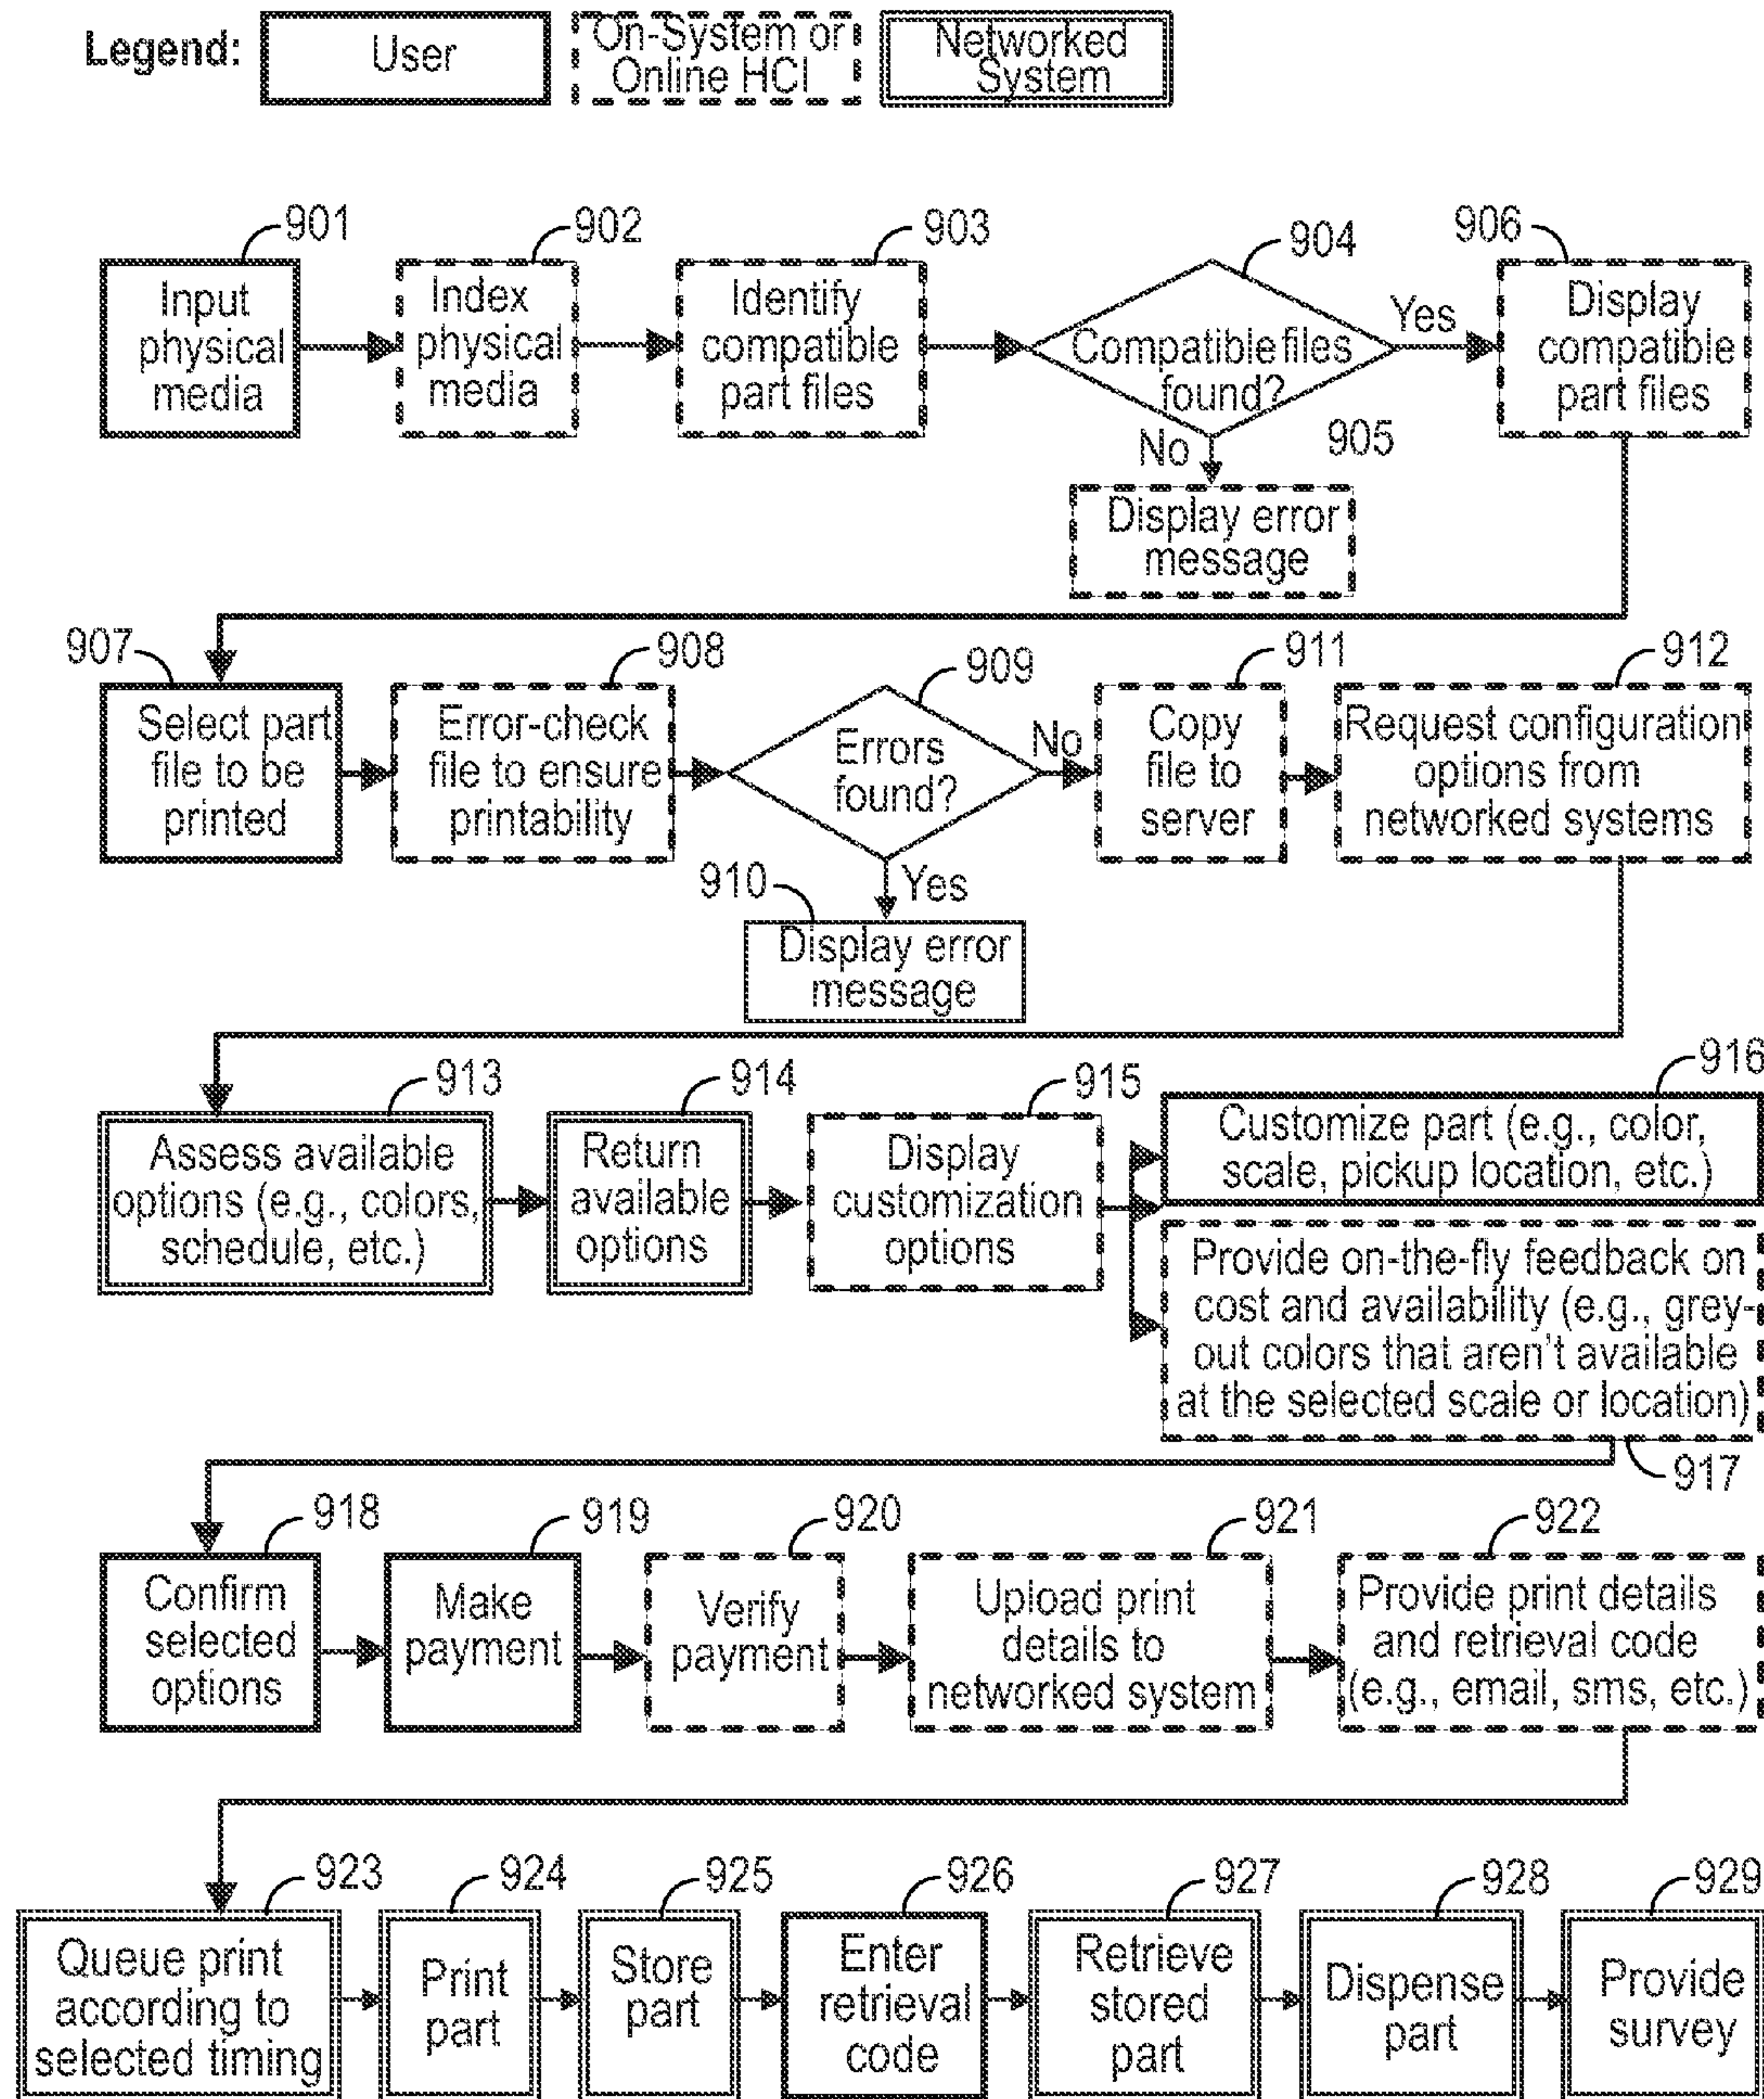 Legend:
User
On-System or
Online HCI
Networked
System
901
902
903
904
906
Input
physical
media
Index
physical
media
Identify
compatible
part files
Compatible files
found?
Yes
Display
compatible
part files
No
905
Display error
message
907
908
909
911
912
Select part
file to be
printed
Error-check
file to ensure
printability
Errors
found?
No
Copy
file to
server
Request configuration
options from
networked systems
Yes
910
Display error
message
913
914
915
916
Assess available
options (e.g., colors,
schedule, etc.)
Return
available
options
Display
customization
options
Customize part (e.g., color,
scale, pickup location, etc.)
Provide on-the-fly feedback on
cost and availability (e.g., grey-
out colors that aren't available
at the selected scale or location)
917
918
919
920
921
922
Confirm
selected
options
Make
payment
Verify
payment
Upload print
details to
networked system
Provide print details
and retrieval code
(e.g., email, sms, etc.)
923
924
925
926
927
928
929
Queue print
according to
selected timing
Print
part
Store
part
Enter
retrieval
code
Retrieve
stored
part
Dispense
part
Provide
survey